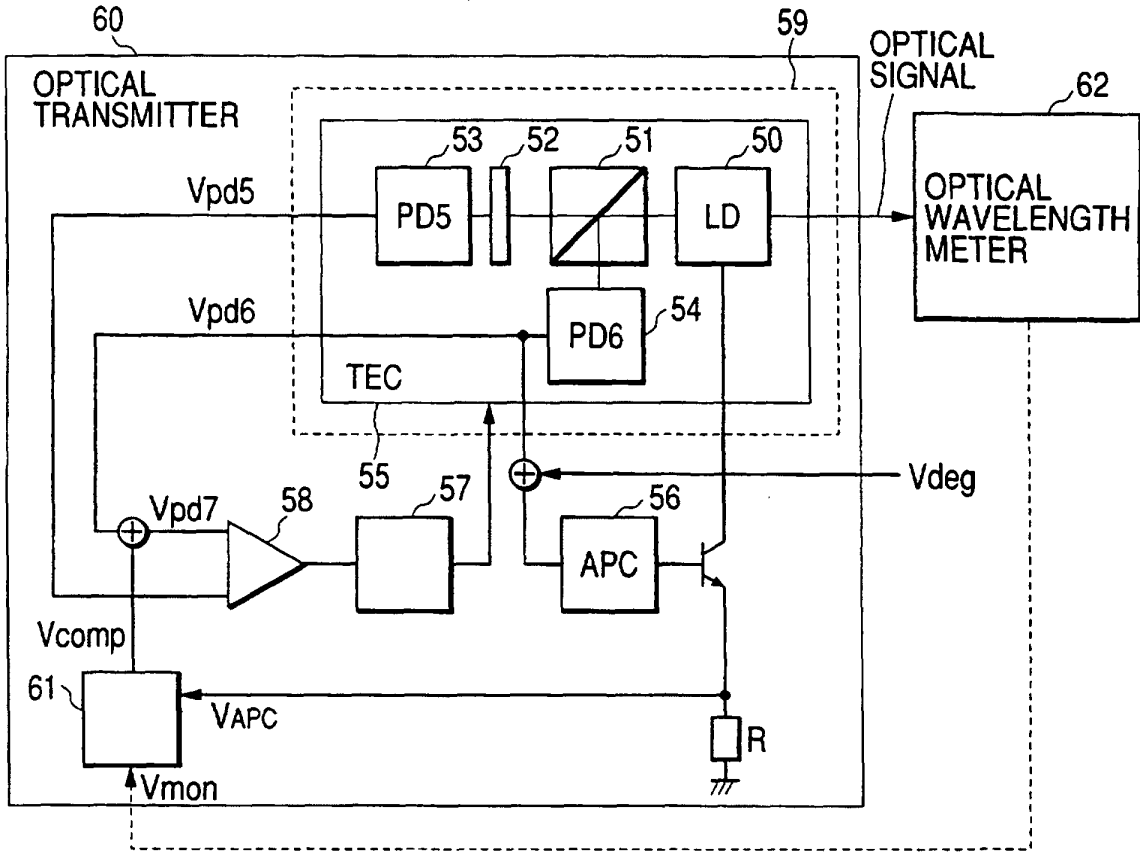 60
59
OPTICAL
SIGNAL
OPTICAL
TRANSMITTER
62
53
52
51
50
Vpd5
PD5
LD
OPTICAL
WAVELENGTH
METER
Vpd6
PD6
54
TEC
55
57
Vdeg
58
Vpd7
56
APC
Vcomp
61
VAPC
R
Vmon